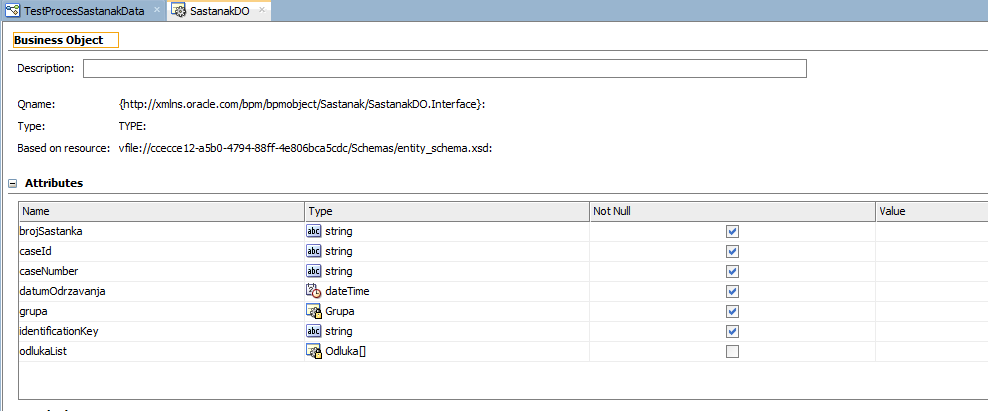 TestProcesSastanakData SastanakDO
Business Object
Description:
Qname: {http://xmlns.oracle.com/bpm/bpmobject/Sastanak/SastanakDO.Interface}:
Type: TYPE:
Based on resource: vfile://ccecce12-a5b0-4794-88ff-4e806bca5cdc/Schemas/entity_schema.xsd:
Attributes
Name Type Not Null Value
brojSastanka abc string
caseId abc string
caseNumber abc string
datumOdrzavanja dateTime
grupa Grupa
identificationKey abc string
odlukaList Odluka[]